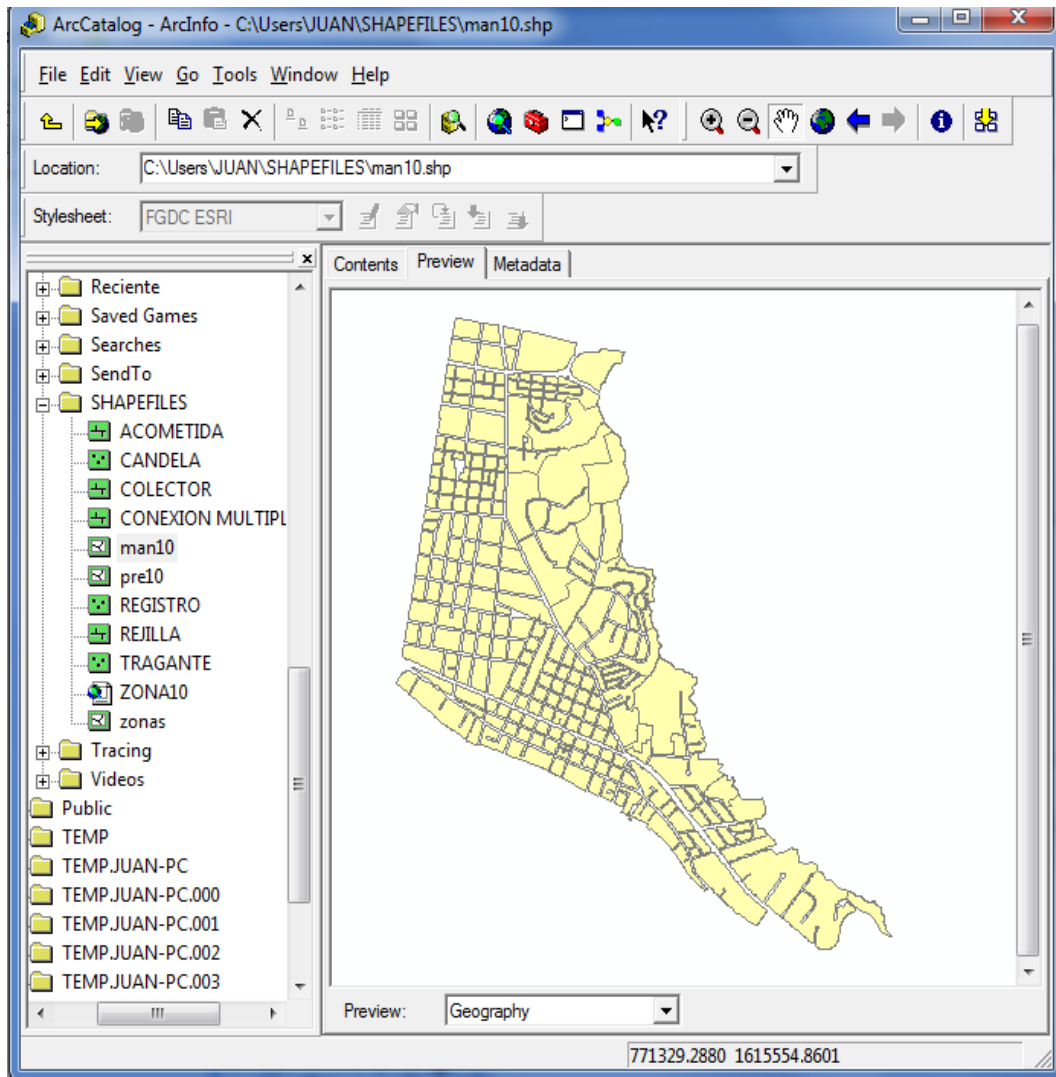 ArcCatalog - ArcInfo - C:\Users\JUAN\SHAPEFILES\man10.shp
File Edit View Go Tools Window Help
Location: C:\Users\JUAN\SHAPEFILES\man10.shp
Stylesheet: FGDC ESRI
Contents Preview Metadata
Reciente
Saved Games
Searches
SendTo
SHAPEFILES
ACOMETIDA
CANDELA
COLECTOR
CONEXION MULTIPL
man10
pre10
REGISTRO
REJILLA
TRAGANTE
ZONA10
zonas
Tracing
Videos
Public
TEMP
TEMP.JUAN-PC
TEMP.JUAN-PC.000
TEMP.JUAN-PC.001
TEMP.JUAN-PC.002
TEMP.JUAN-PC.003
Preview: Geography
771329.2880 1615554.8601